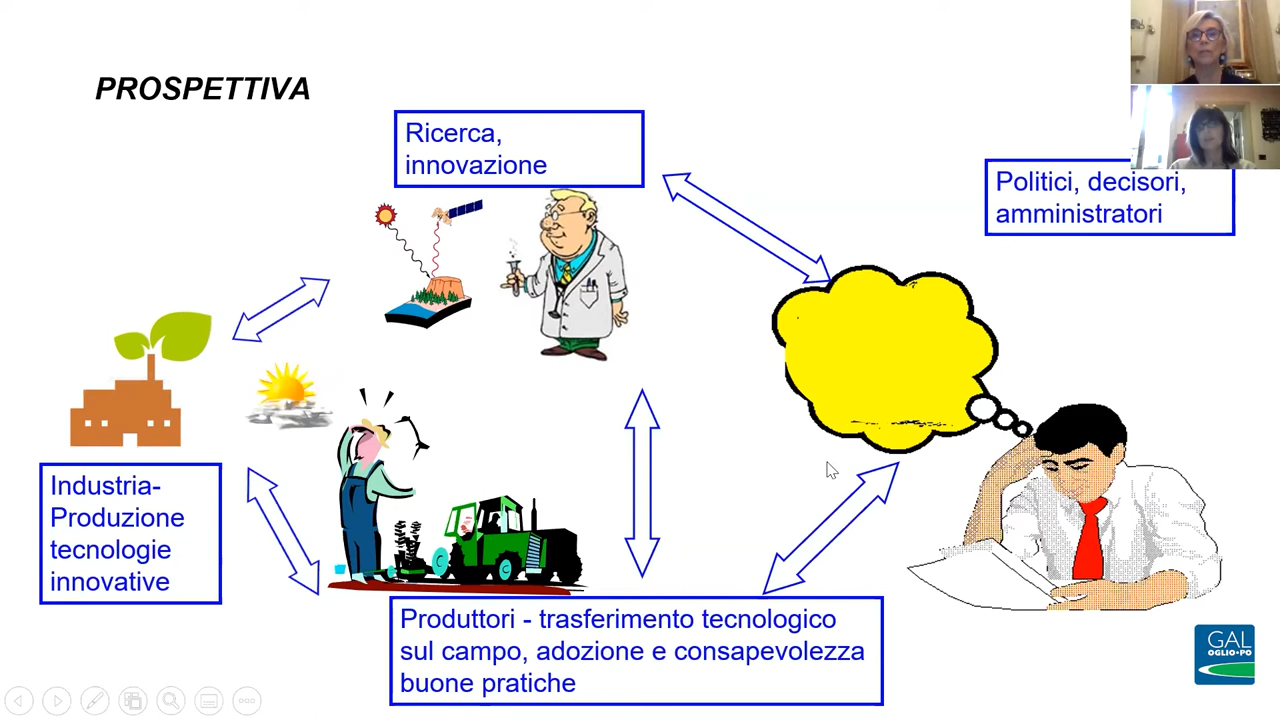 PROSPETTIVA
Ricerca,
innovazione
Politici, decisori,
amministratori
Industria-
Produzione
tecnologie
innovative
Produttori - trasferimento tecnologico
sul campo, adozione e consapevolezza
buone pratiche
GAL
OGLIO•PO